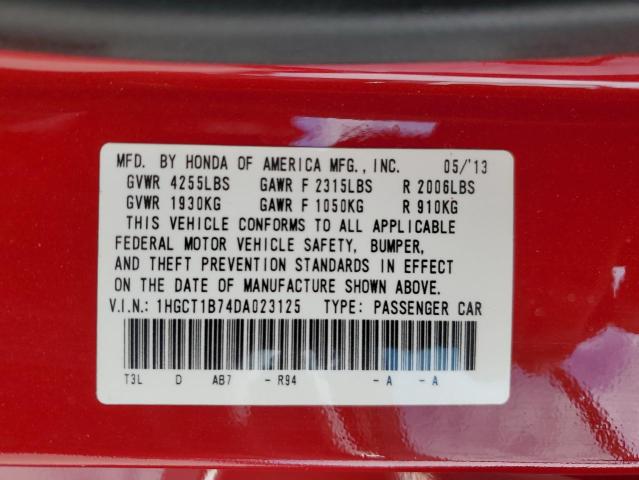 MFD. BY HONDA OF AMERICA MFG., INC. 05/'13
GVWR 4255LBS GAWR F 2315LBS R 2006LBS
GVWR 1930KG GAWR F 1050KG R 910KG
THIS VEHICLE CONFORMS TO ALL APPLICABLE
FEDERAL MOTOR VEHICLE SAFETY, BUMPER,
AND THEFT PREVENTION STANDARDS IN EFFECT
ON THE DATE OF MANUFACTURE SHOWN ABOVE.
V.I.N.: 1HGCT1B74DA023125 TYPE: PASSENGER CAR
T3L D AB7 - R94 - A - A